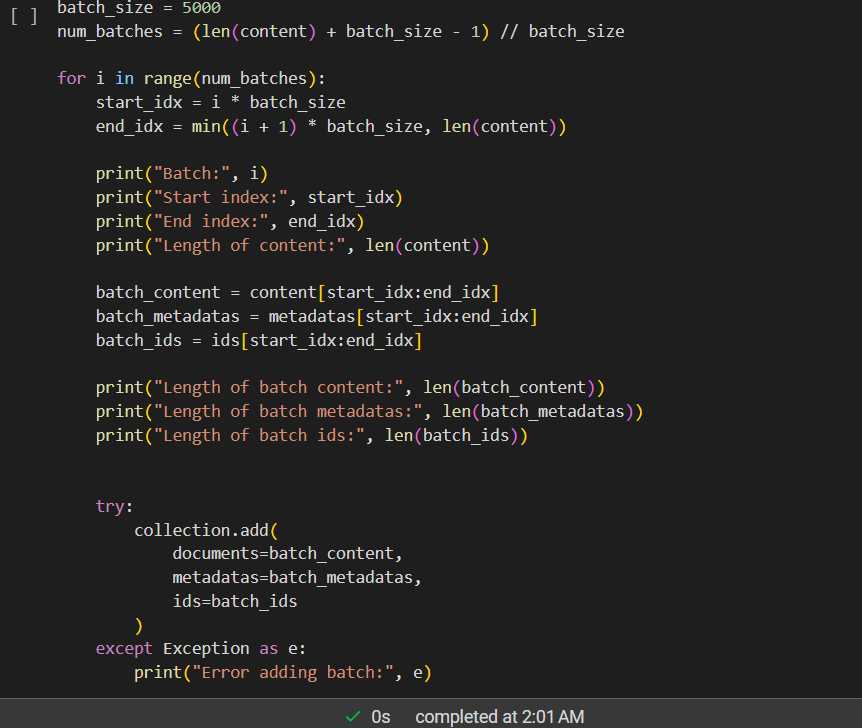 [ ] batch_size = 5000
num_batches = (len(content) + batch_size - 1) // batch_size
for i in range(num_batches):
    start_idx = i * batch_size
    end_idx = min((i + 1) * batch_size, len(content))
    print("Batch:", i)
    print("Start index:", start_idx)
    print("End index:", end_idx)
    print("Length of content:", len(content))
    batch_content = content[start_idx:end_idx]
    batch_metadatas = metadatas[start_idx:end_idx]
    batch_ids = ids[start_idx:end_idx]
    print("Length of batch content:", len(batch_content))
    print("Length of batch metadatas:", len(batch_metadatas))
    print("Length of batch ids:", len(batch_ids))
    try:
        collection.add(
            documents=batch_content,
            metadatas=batch_metadatas,
            ids=batch_ids
        )
    except Exception as e:
        print("Error adding batch:", e)
✓ 0s completed at 2:01 AM